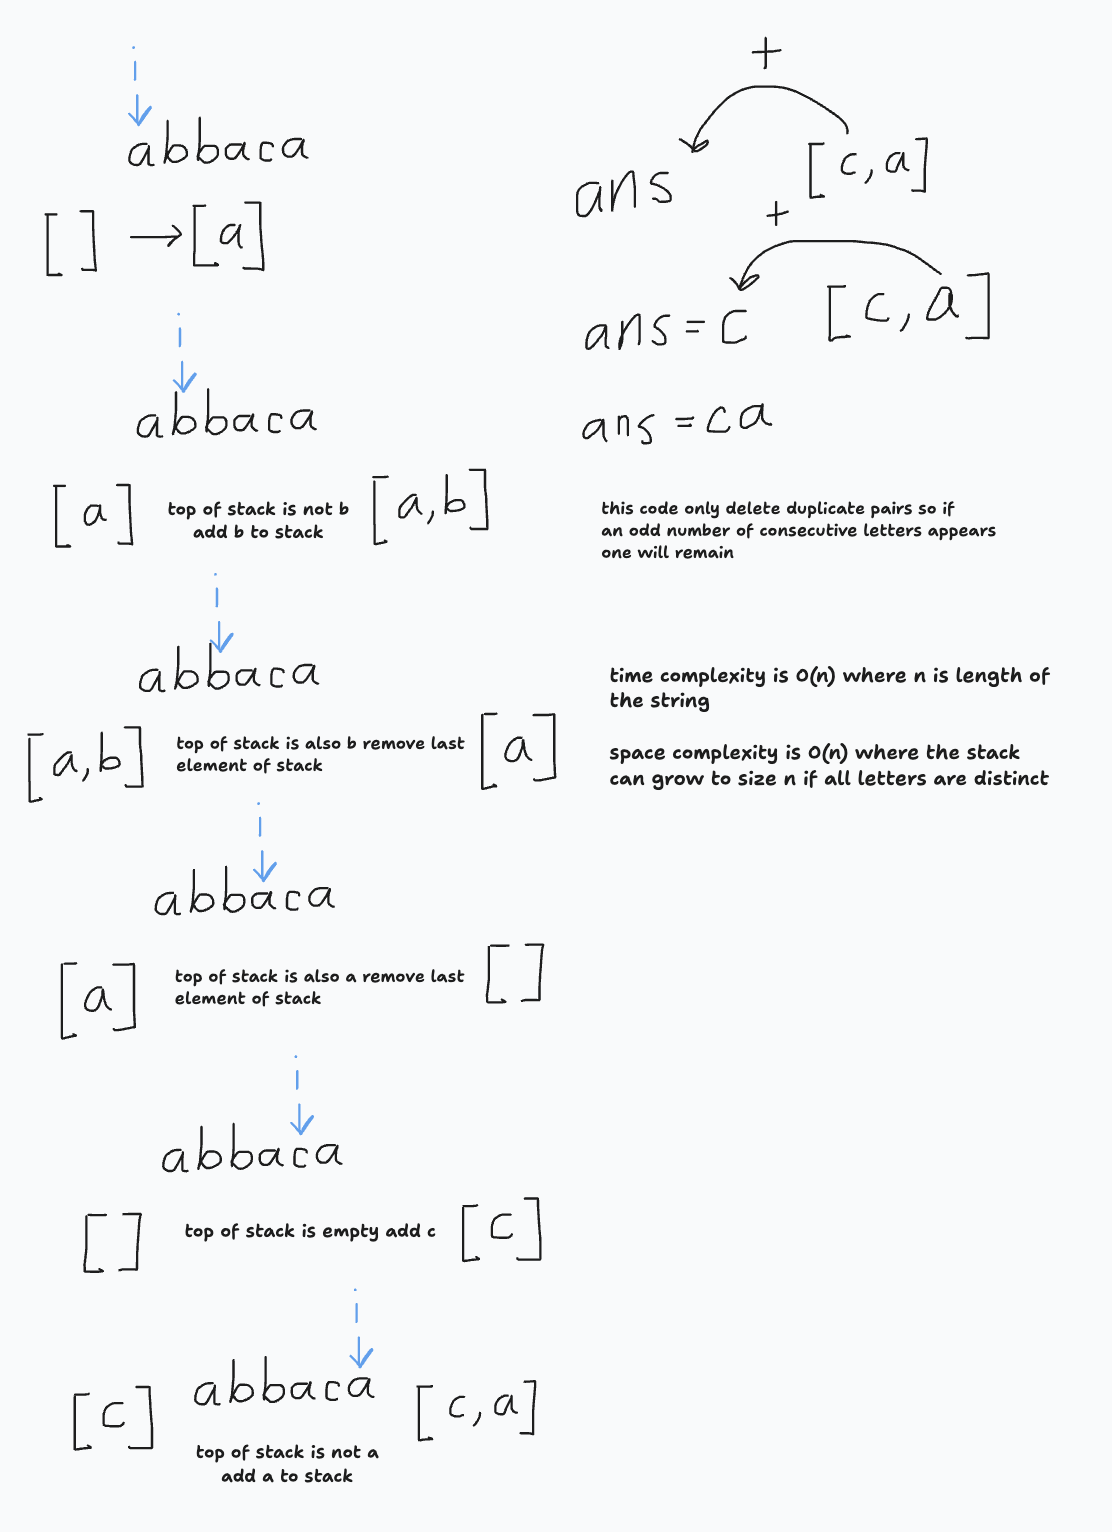 i
abbaca
[ ] → [a]
i
abbaca
[a] top of stack is not b [a,b]
add b to stack
i
abbaca
[a,b] top of stack is also b remove last [a]
element of stack
i
abbaca
[a] top of stack is also a remove last [ ]
element of stack
i
abbaca
[ ] top of stack is empty add c [c]
i
[c] abbaca [c,a]
top of stack is not a
add a to stack
+
ans [c,a]
+
ans = c [c,a]
ans = ca
this code only delete duplicate pairs so if
an odd number of consecutive letters appears
one will remain
time complexity is O(n) where n is length of
the string
space complexity is O(n) where the stack
can grow to size n if all letters are distinct